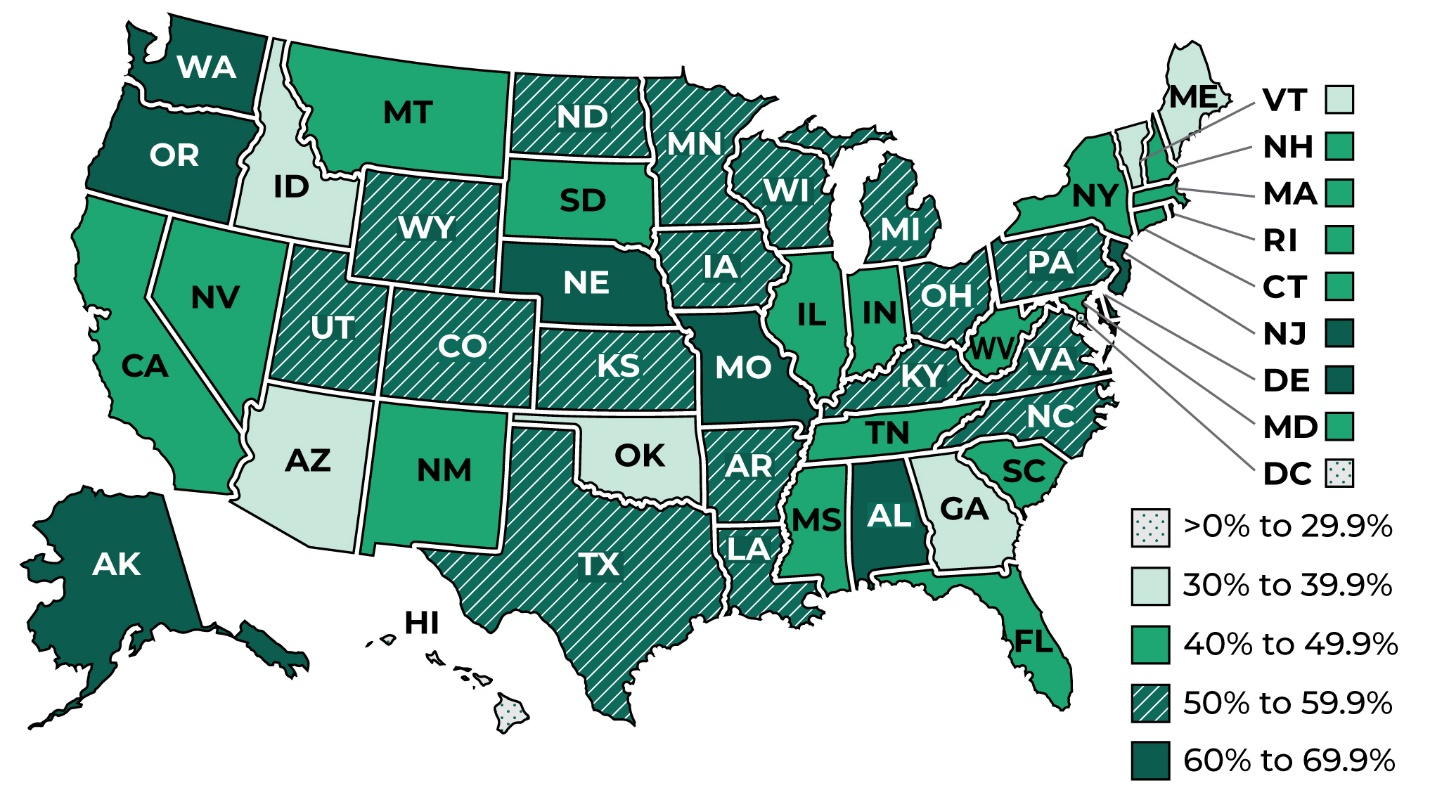 WA
MT
ND
MN
ME
VT
OR
ID
SD
WI
NH
WY
MI
NY
MA
NE
IA
PA
RI
NV
UT
CO
IL
IN
OH
CT
CA
KS
MO
KY
WV
VA
NJ
DE
AZ
NM
OK
AR
TN
NC
MD
SC
DC
TX
LA
MS
AL
GA
>0% to 29.9%
AK
30% to 39.9%
HI
FL
40% to 49.9%
50% to 59.9%
60% to 69.9%